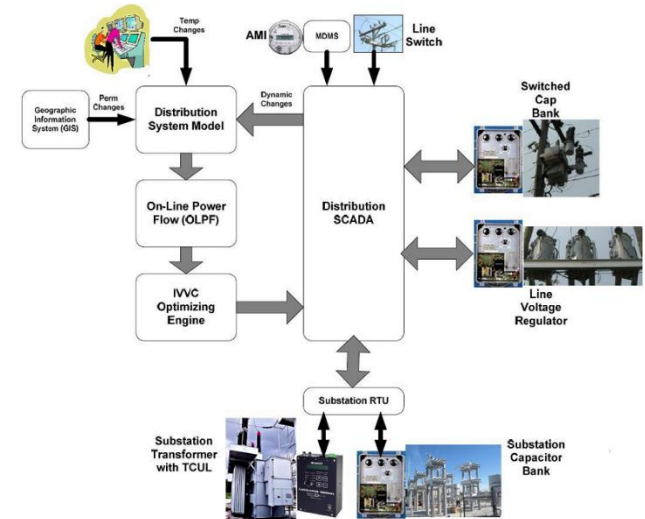 Temp
Changes
AMI
MDMS
Line
Switch
Geographic
Information
System (GIS)
Perm
Changes
Distribution
System Model
Dynamic
Changes
Switched
Cap
Bank
On-Line Power
Flow (OLPF)
Distribution
SCADA
IVVC
Optimizing
Engine
Line
Voltage
Regulator
Substation RTU
Substation
Transformer
with TCUL
Substation
Capacitor
Bank